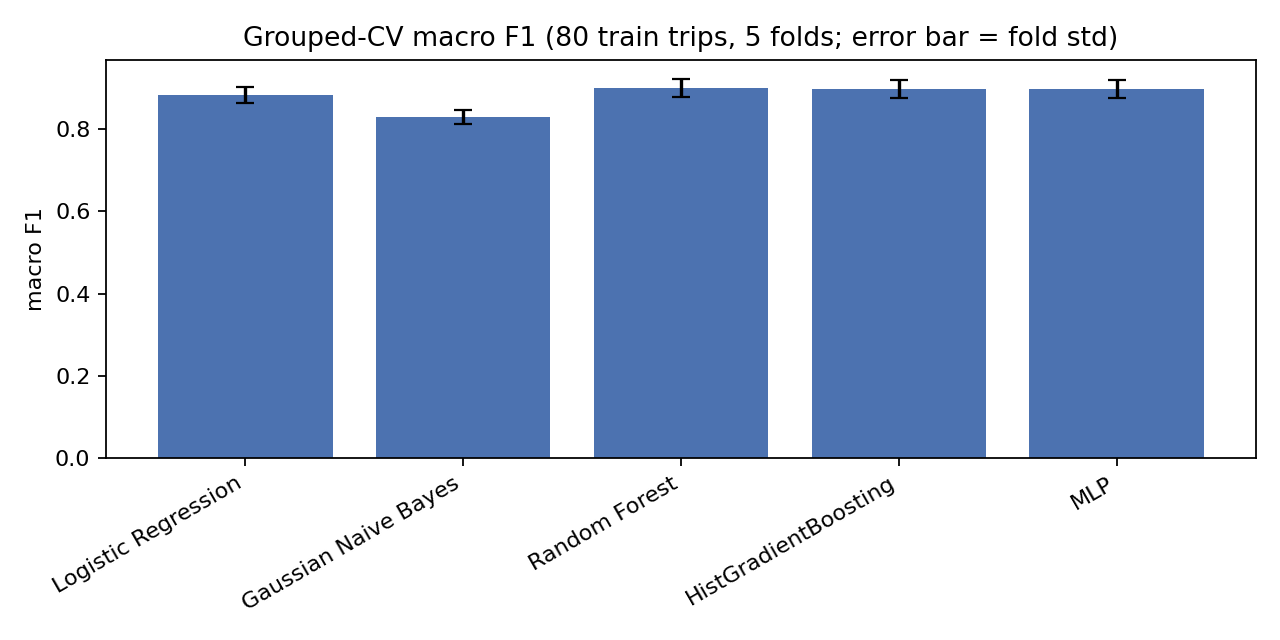 Grouped-CV macro F1 (80 train trips, 5 folds; error bar = fold std)
macro F1
0.8
0.6
0.4
0.2
0.0
Logistic Regression
Gaussian Naive Bayes
Random Forest
HistGradientBoosting
MLP